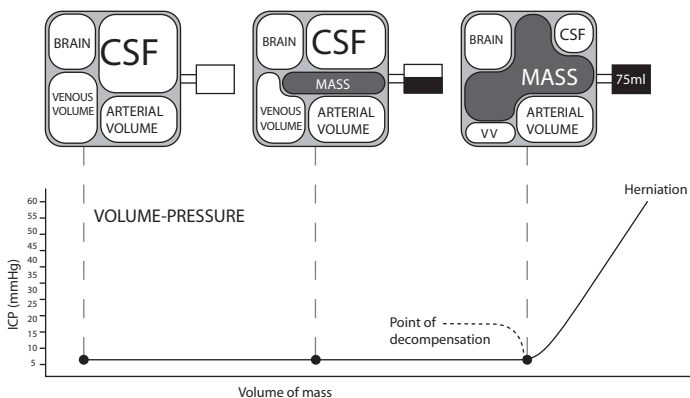 BRAIN
CSF
VENOUS
VOLUME
ARTERIAL
VOLUME
BRAIN
CSF
MASS
VENOUS
VOLUME
ARTERIAL
VOLUME
BRAIN
CSF
MASS
75ml
V V
ARTERIAL
VOLUME
VOLUME-PRESSURE
Herniation
ICP (mmHg)
60
55
50
45
40
35
30
25
20
15
10
5
Point of
decompensation
Volume of mass